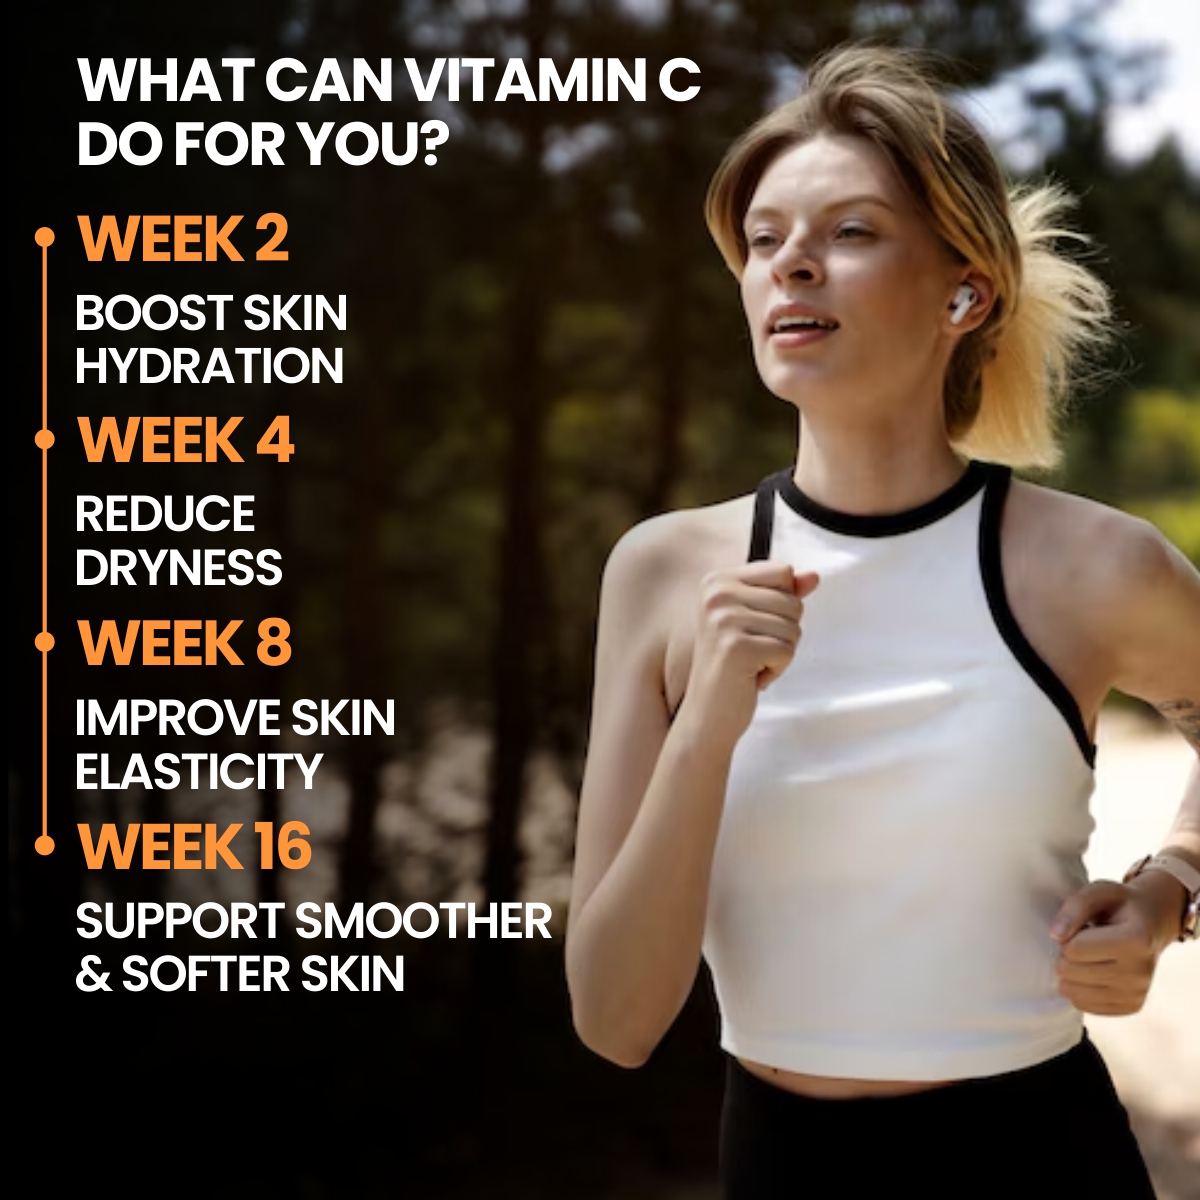 WHAT CAN VITAMIN C
DO FOR YOU?
WEEK 2
BOOST SKIN
HYDRATION
WEEK 4
REDUCE
DRYNESS
WEEK 8
IMPROVE SKIN
ELASTICITY
WEEK 16
SUPPORT SMOOTHER
& SOFTER SKIN